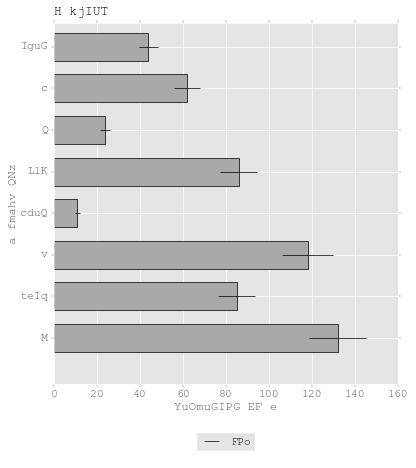 H kjIUT
IguG
c
Q
LlK
cduQ
v
teIq
M
a fmahv QNz
0 20 40 60 80 100 120 140 160
YuOmuGIPG EF e
FPo